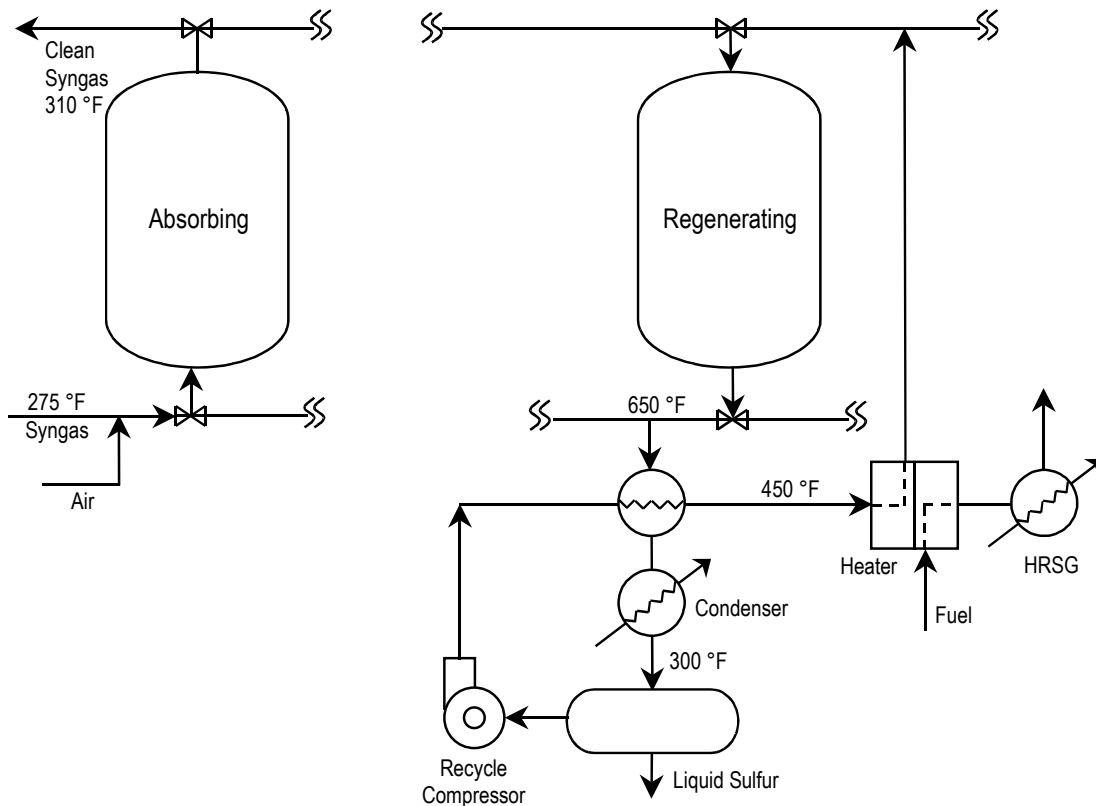 Clean
Syngas
310 °F
Absorbing
Regenerating
275 °F
Syngas
Air
650 °F
450 °F
Heater
HRSG
Fuel
Condenser
300 °F
Recycle
Compressor
Liquid Sulfur